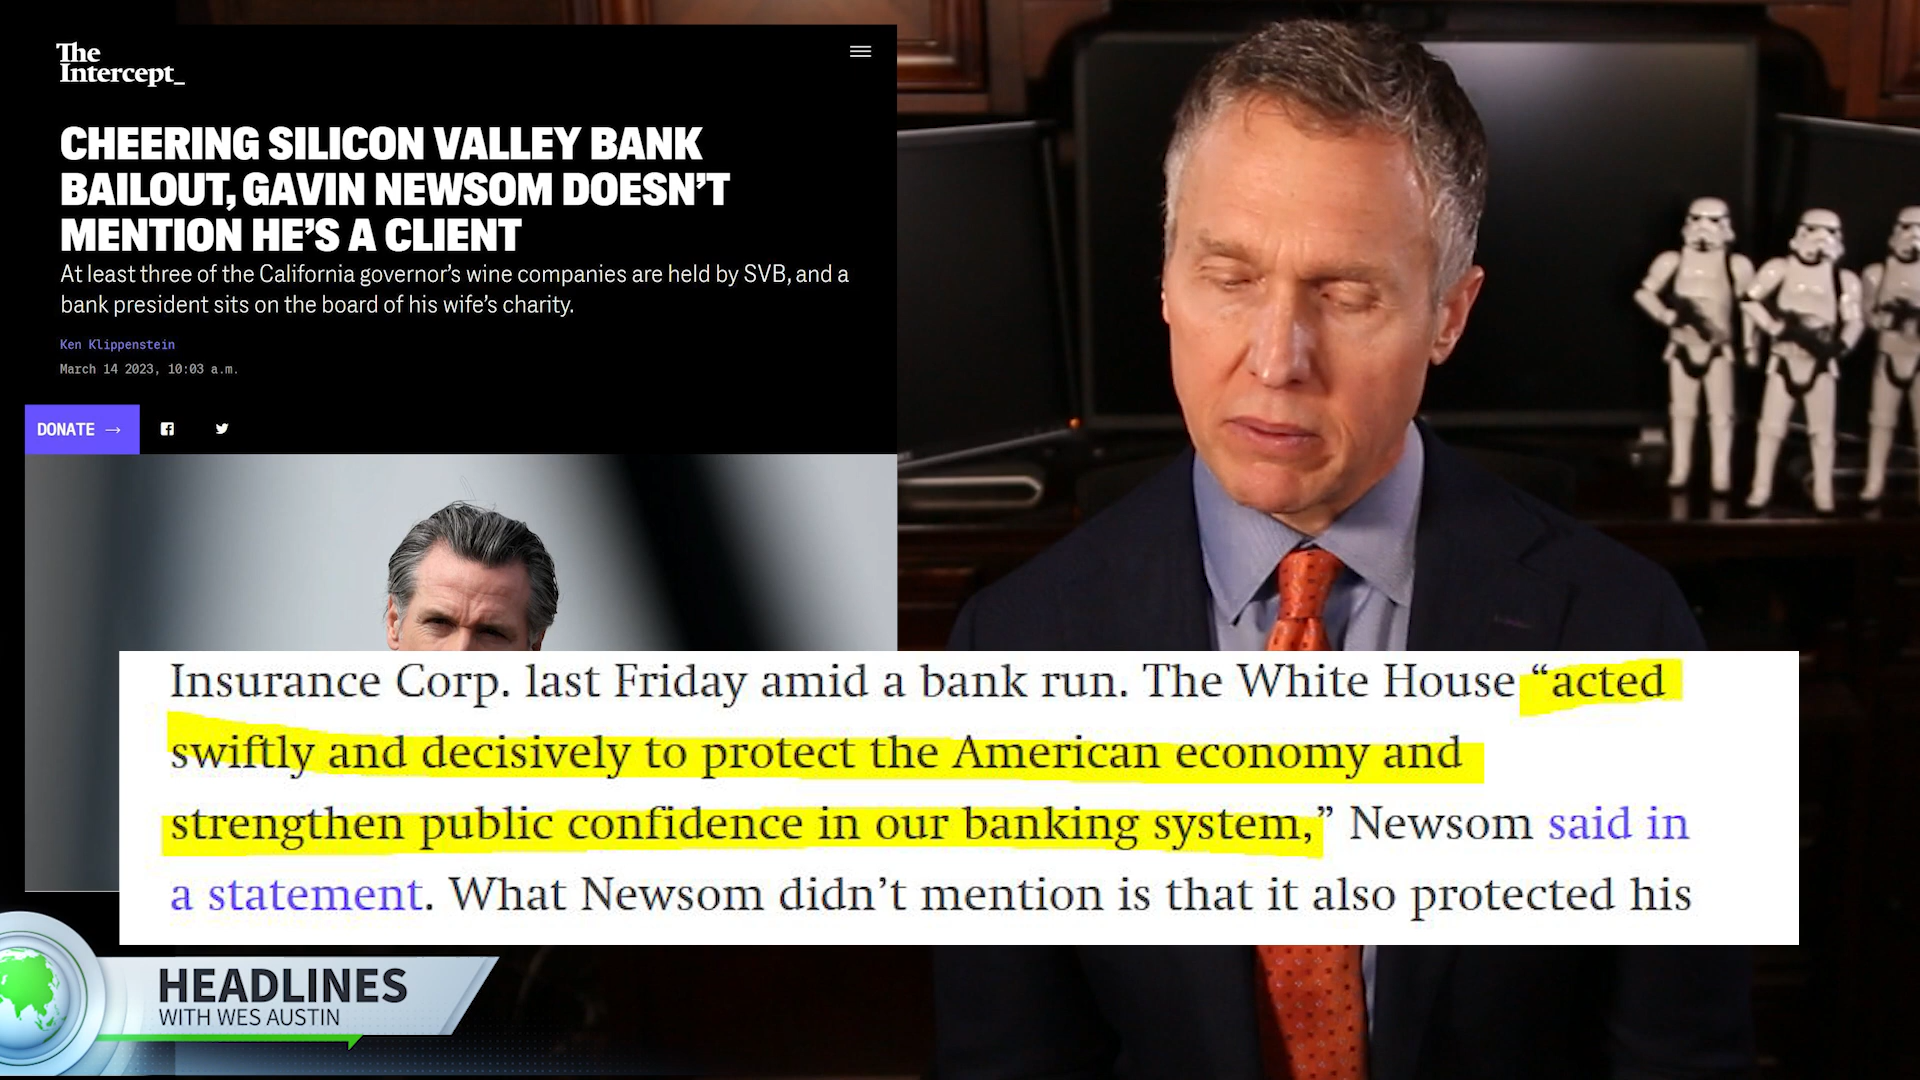 The
Intercept_
CHEERING SILICON VALLEY BANK
BAILOUT, GAVIN NEWSOM DOESN’T
MENTION HE’S A CLIENT
At least three of the California governor’s wine companies are held by SVB, and a
bank president sits on the board of his wife’s charity.
Ken Klippenstein
March 14 2023, 10:03 a.m.
DONATE →
Insurance Corp. last Friday amid a bank run. The White House “acted
swiftly and decisively to protect the American economy and
strengthen public confidence in our banking system,” Newsom said in
a statement. What Newsom didn’t mention is that it also protected his
HEADLINES
WITH WES AUSTIN